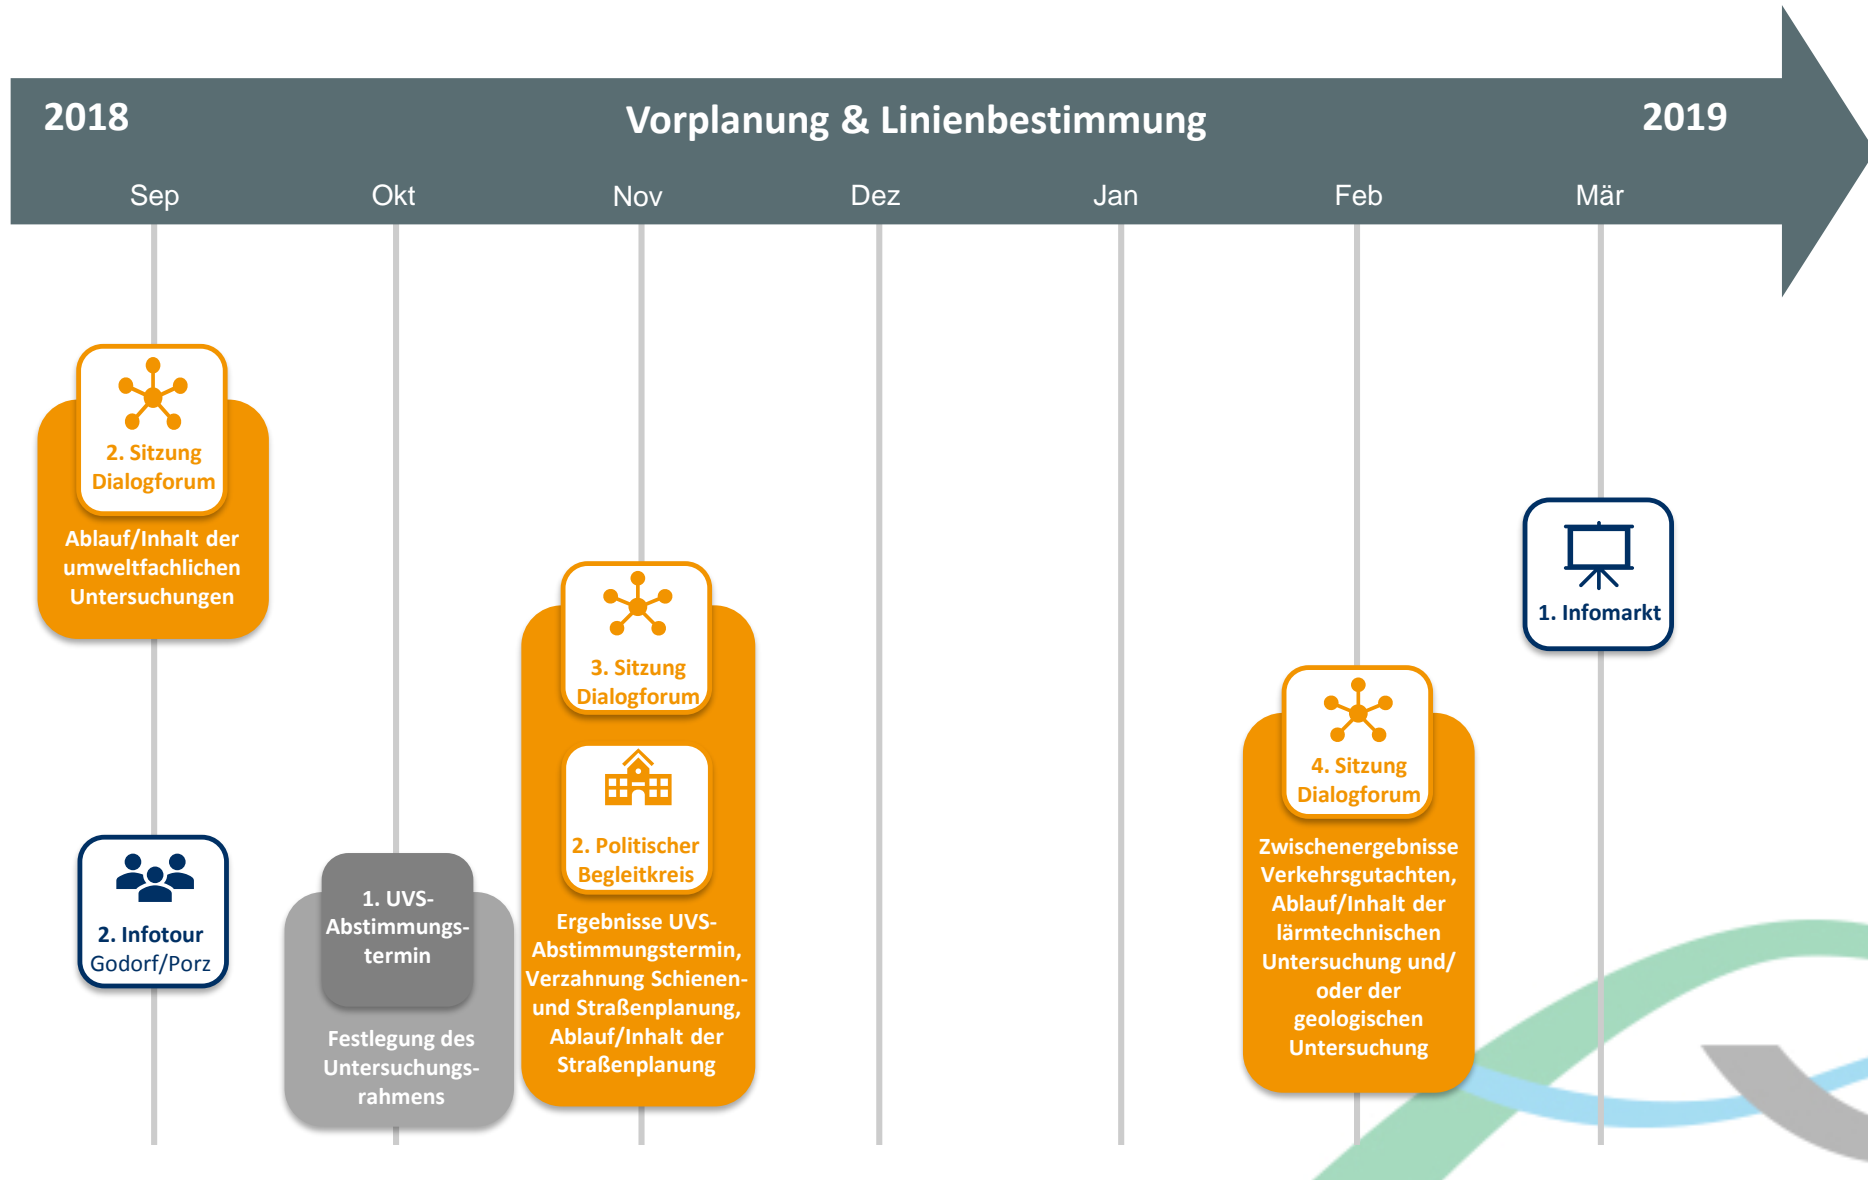 2018
Vorplanung & Linienbestimmung
2019
Sep
Okt
Nov
Dez
Jan
Feb
Mär
2. Sitzung
Dialogforum
Ablauf/Inhalt der
umweltfachlichen
Untersuchungen
2. Infotour
Godorf/Porz
1. UVS-
Abstimmungs-
termin
Festlegung des
Untersuchungs-
rahmens
3. Sitzung
Dialogforum
2. Politischer
Begleitkreis
Ergebnisse UVS-
Abstimmungstermin,
Verzahnung Schienen-
und Straßenplanung,
Ablauf/Inhalt der
Straßenplanung
4. Sitzung
Dialogforum
Zwischenergebnisse
Verkehrsgutachten,
Ablauf/Inhalt der
lärmtechnischen
Untersuchung und/
oder der
geologischen
Untersuchung
1. Infomarkt